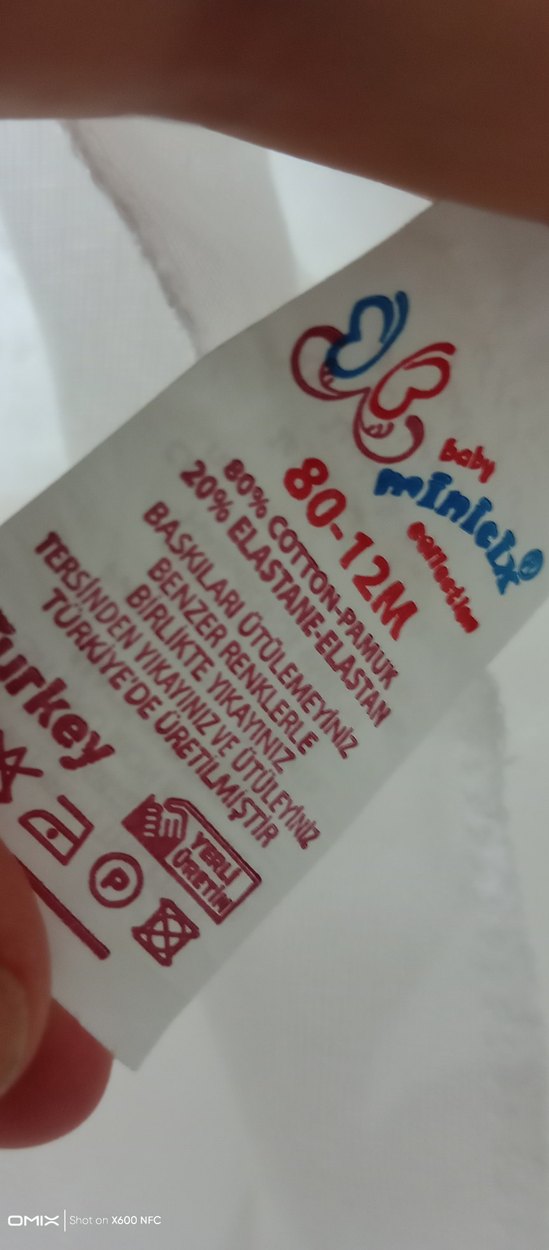 baby
minicix
collection
80-12M
80% COTTON-PAMUK
20% ELASTANE-ELASTAN
BASKILARI ÜTÜLEMEYİNİZ
BENZER RENKLERLE
BİRLİKTE YIKAYINIZ
TERSİNDEN YIKAYINIZ VE ÜTÜLEYİNİZ
TÜRKİYE'DE ÜRETİLMİŞTİR
Turkey
YERLİ
ÜRETİM
P
OMIX Shot on X600 NFC